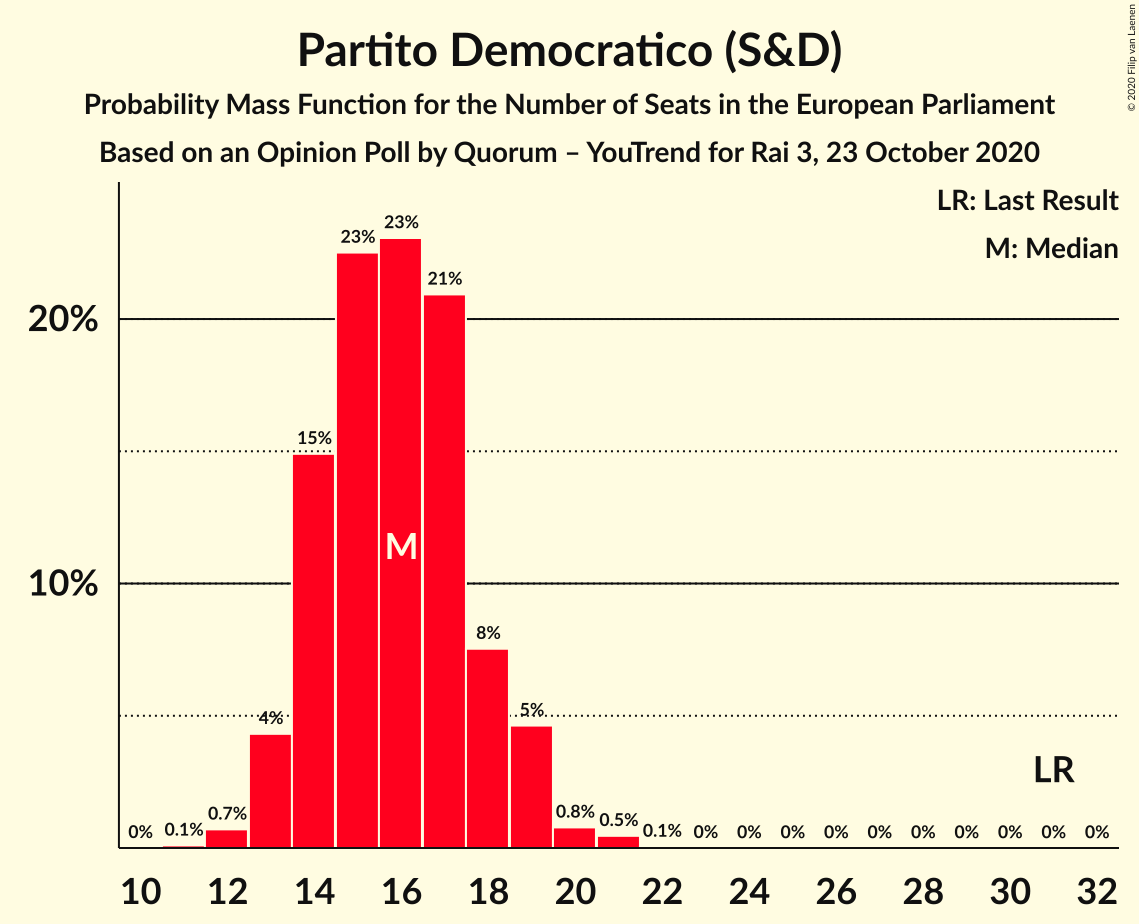 Partito Democratico (S&D)
Probability Mass Function for the Number of Seats in the European Parliament
Based on an Opinion Poll by Quorum – YouTrend for Rai 3, 23 October 2020
© 2020 Filip van Laenen
LR: Last Result
M: Median
20%
10%
0%
0.1%
0.7%
4%
15%
23%
23%
21%
8%
5%
0.8%
0.5%
0.1%
0%
0%
0%
0%
0%
0%
0%
0%
0%
0%
M
LR
10 12 14 16 18 20 22 24 26 28 30 32